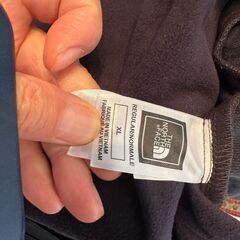 THE
NORTH
FACE
REGULAR/NORMALE
XL
MADE IN VIETNAM
FABRIQUÉ AU VIETNAM